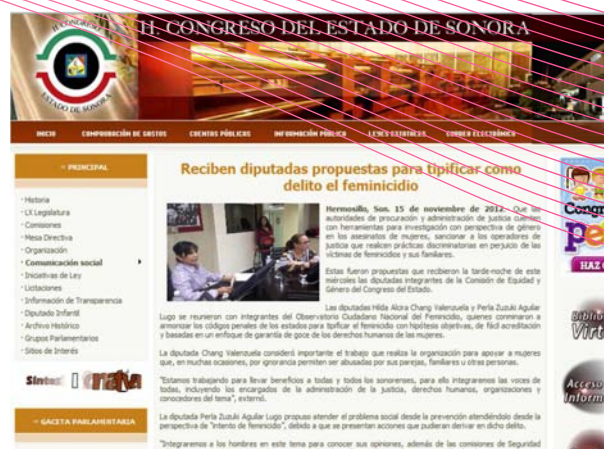 H. CONGRESO DEL ESTADO DE SONORA
H. CONGRESO
ESTADO DE SONORA
INICIO COMPROBACIÓN DE GASTOS CUENTAS PÚBLICAS INFORMACIÓN PÚBLICA LEYES ESTATALES CORREO ELECTRÓNICO
PRINCIPAL
Historia
LX Legislatura
Comisiones
Mesa Directiva
Organización
Comunicación social
Iniciativas de Ley
Licitaciones
Información de Transparencia
Diputado Infantil
Archivo Histórico
Grupos Parlamentarios
Sitios de Interés
GACETA PARLAMENTARIA
Reciben diputadas propuestas para tipificar como
delito el feminicidio
Hermosillo, Son. 15 de noviembre de 2012. Que las
autoridades de procuración y administración de justicia cuenten
con herramientas para investigación con perspectiva de género
en los asesinatos de mujeres, sancionar a los operadores de
justicia que realicen prácticas discriminatorias en perjuicio de las
víctimas de feminicidios y sus familiares.
Estas fueron propuestas que recibieron la tarde-noche de este
miércoles las diputadas integrantes de la Comisión de Equidad y
Género del Congreso del Estado.
Las diputadas Hilda Alcira Chang Valenzuela y Perla Zuzuki Aguilar
Lugo se reunieron con integrantes del Observatorio Ciudadano Nacional del Feminicidio, quienes conminaron a
armonizar los códigos penales de los estados para tipificar el feminicidio con hipótesis objetivas, de fácil acreditación
y basadas en un enfoque de garantía de goce de los derechos humanos de las mujeres.
La diputada Chang Valenzuela consideró importante el trabajo que realiza la organización para apoyar a mujeres
que, en muchas ocasiones, por ignorancia permiten ser abusadas por sus parejas, familiares u otras personas.
"Estamos trabajando para llevar beneficios a todas y todos los sonorenses, para ello integraremos las voces de
todas, incluyendo los encargados de la administración de la justicia, derechos humanos, organizaciones y
conocedores del tema", externó.
La diputada Perla Zuzuki Aguilar Lugo propuso atender el problema social desde la prevención atendiéndolo desde la
perspectiva de "intento de feminicidio", debido a que se presentan acciones que pudieran derivar en dicho delito.
"Integraremos a los hombres en este tema para conocer sus opiniones, además de las comisiones de Seguridad
Congr
pe
HAZ C
Bibliot
Virt
Acceso
Inform